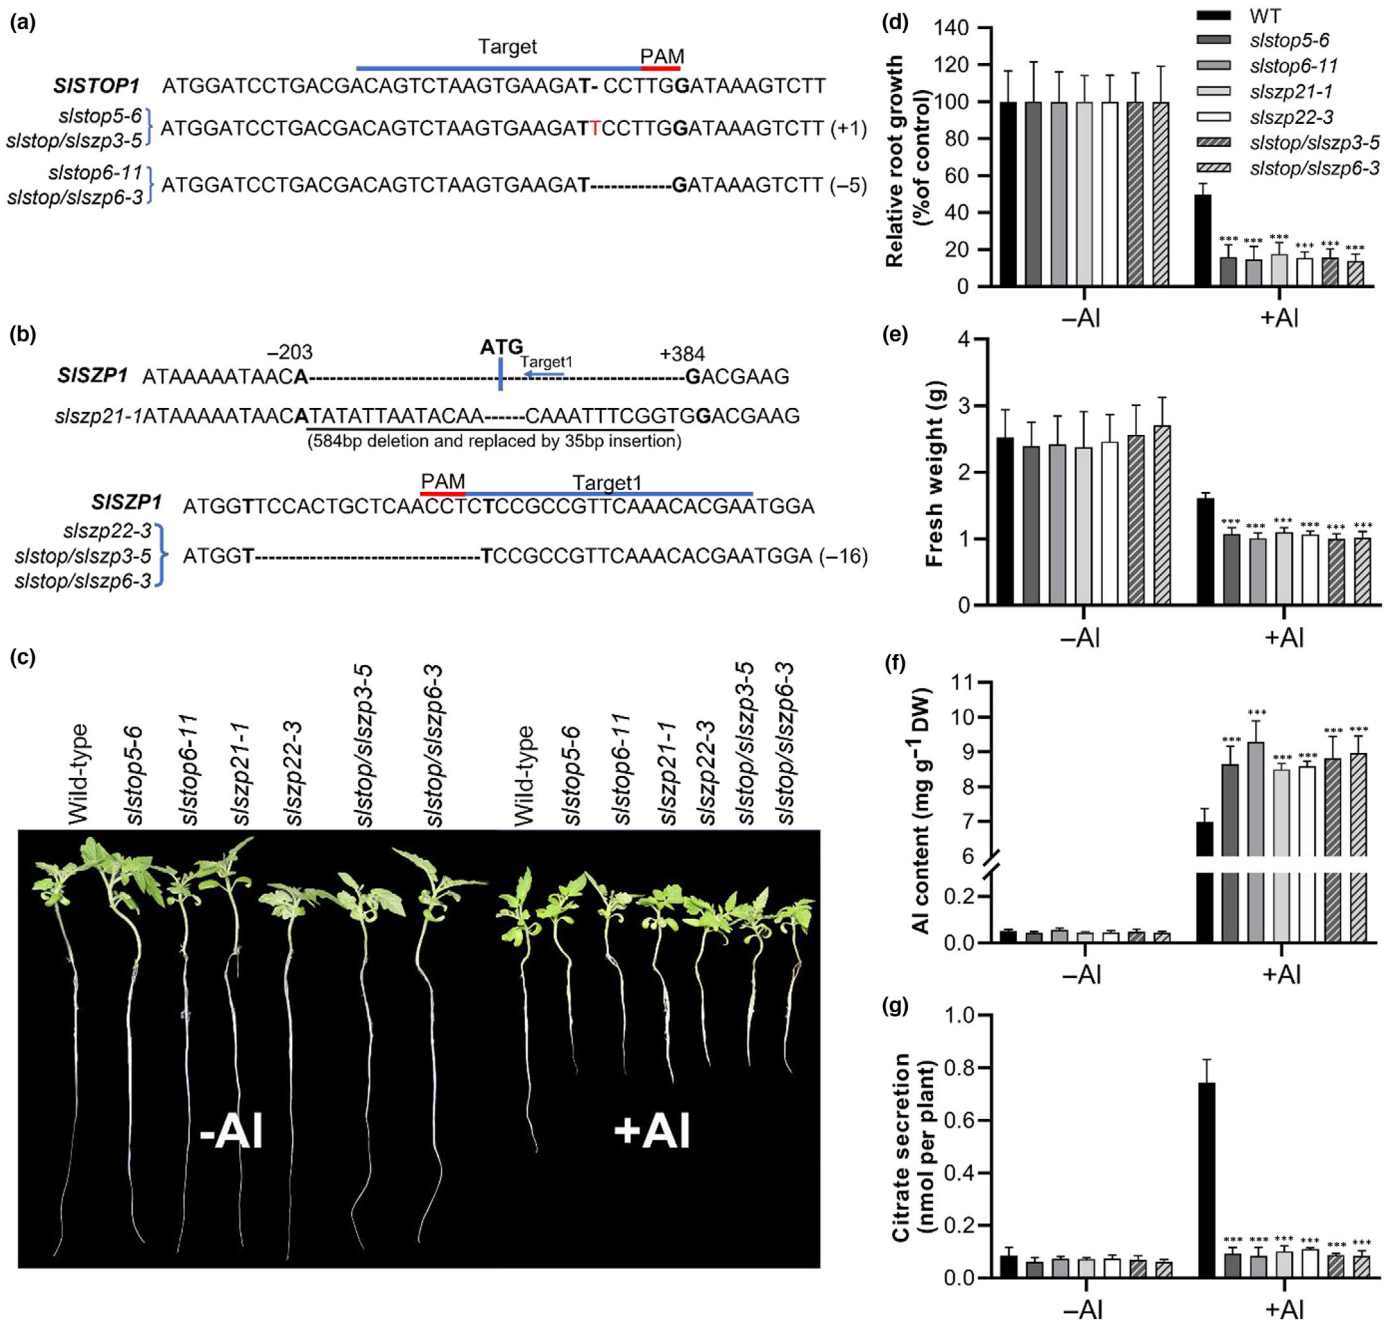 (a)
Target
PAM
SlSTOP1 ATGGATCCTGACGACAGTCTAAGTGAAGAT- CCTTGGATAAAGTCTT
slstop5-6
slstop/slszp3-5
ATGGATCCTGACGACAGTCTAAGTGAAGATTCCTTGGATAAAGTCTT (+1)
slstop6-11
slstop/slszp6-3
ATGGATCCTGACGACAGTCTAAGTGAAGAT------------GATAAAGTCTT (–5)
(b)
–203
ATG
Target1
+384
SlSZP1 ATAAAAATAACA------------------------------------------------------GACGAAG
slszp21-1 ATAAAAATAACATATATTAATACAA------CAAATTTCGGTGGACGAAG
(584bp deletion and replaced by 35bp insertion)
PAM
Target1
SlSZP1 ATGGTTCCACTGCTCAACCTCTCCGCCGTTCAAACACGAATGGA
slszp22-3
slstop/slszp3-5
slstop/slszp6-3
ATGGT--------------------------------TCCGCCGTTCAAACACGAATGGA (–16)
(c)
Wild-type
slstop5-6
slstop6-11
slszp21-1
slszp22-3
slstop/slszp3-5
slstop/slszp6-3
Wild-type
slstop5-6
slstop6-11
slszp21-1
slszp22-3
slstop/slszp3-5
slstop/slszp6-3
-Al
+Al
(d)
WT
slstop5-6
slstop6-11
slszp21-1
slszp22-3
slstop/slszp3-5
slstop/slszp6-3
Relative root growth
(%of control)
140
120
100
80
60
40
20
0
*** *** *** *** *** ***
–Al
+Al
(e)
Fresh weight (g)
4
3
2
1
0
*** *** *** *** *** ***
–Al
+Al
(f)
Al content (mg g⁻¹ DW)
11
10
9
8
7
6
0.2
0.0
*** *** *** *** *** ***
–Al
+Al
(g)
Citrate secretion
(nmol per plant)
1.0
0.8
0.6
0.4
0.2
0.0
*** *** *** *** *** ***
–Al
+Al